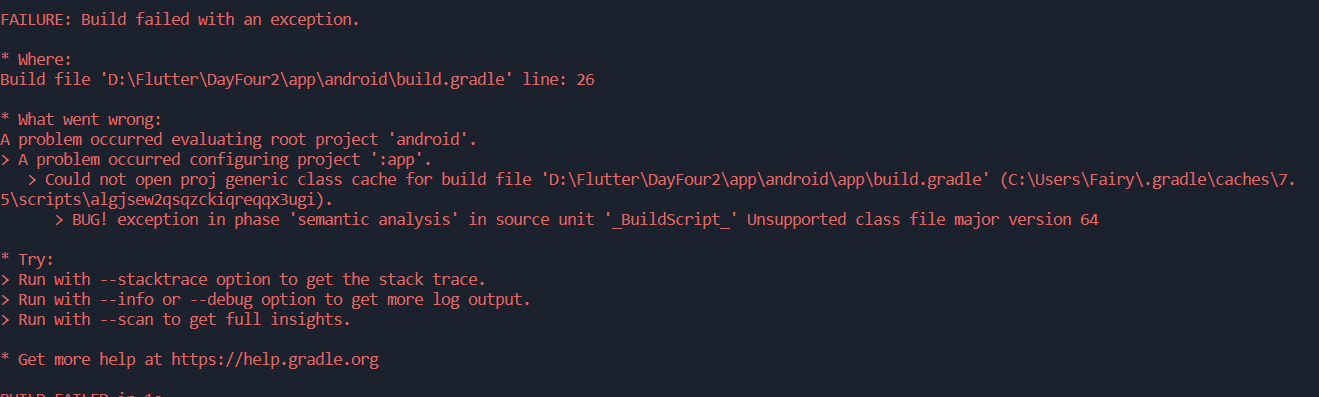 FAILURE: Build failed with an exception.
* Where:
Build file 'D:\Flutter\DayFour2\app\android\build.gradle' line: 26
* What went wrong:
A problem occurred evaluating root project 'android'.
> A problem occurred configuring project ':app'.
> Could not open proj generic class cache for build file 'D:\Flutter\DayFour2\app\android\app\build.gradle' (C:\Users\Fairy\.gradle\caches\7.
5\scripts\algjsew2qsqzckiqreqqx3ugi).
> BUG! exception in phase 'semantic analysis' in source unit '_BuildScript_' Unsupported class file major version 64
* Try:
> Run with --stacktrace option to get the stack trace.
> Run with --info or --debug option to get more log output.
> Run with --scan to get full insights.
* Get more help at https://help.gradle.org
BUILD FAILED in 1s